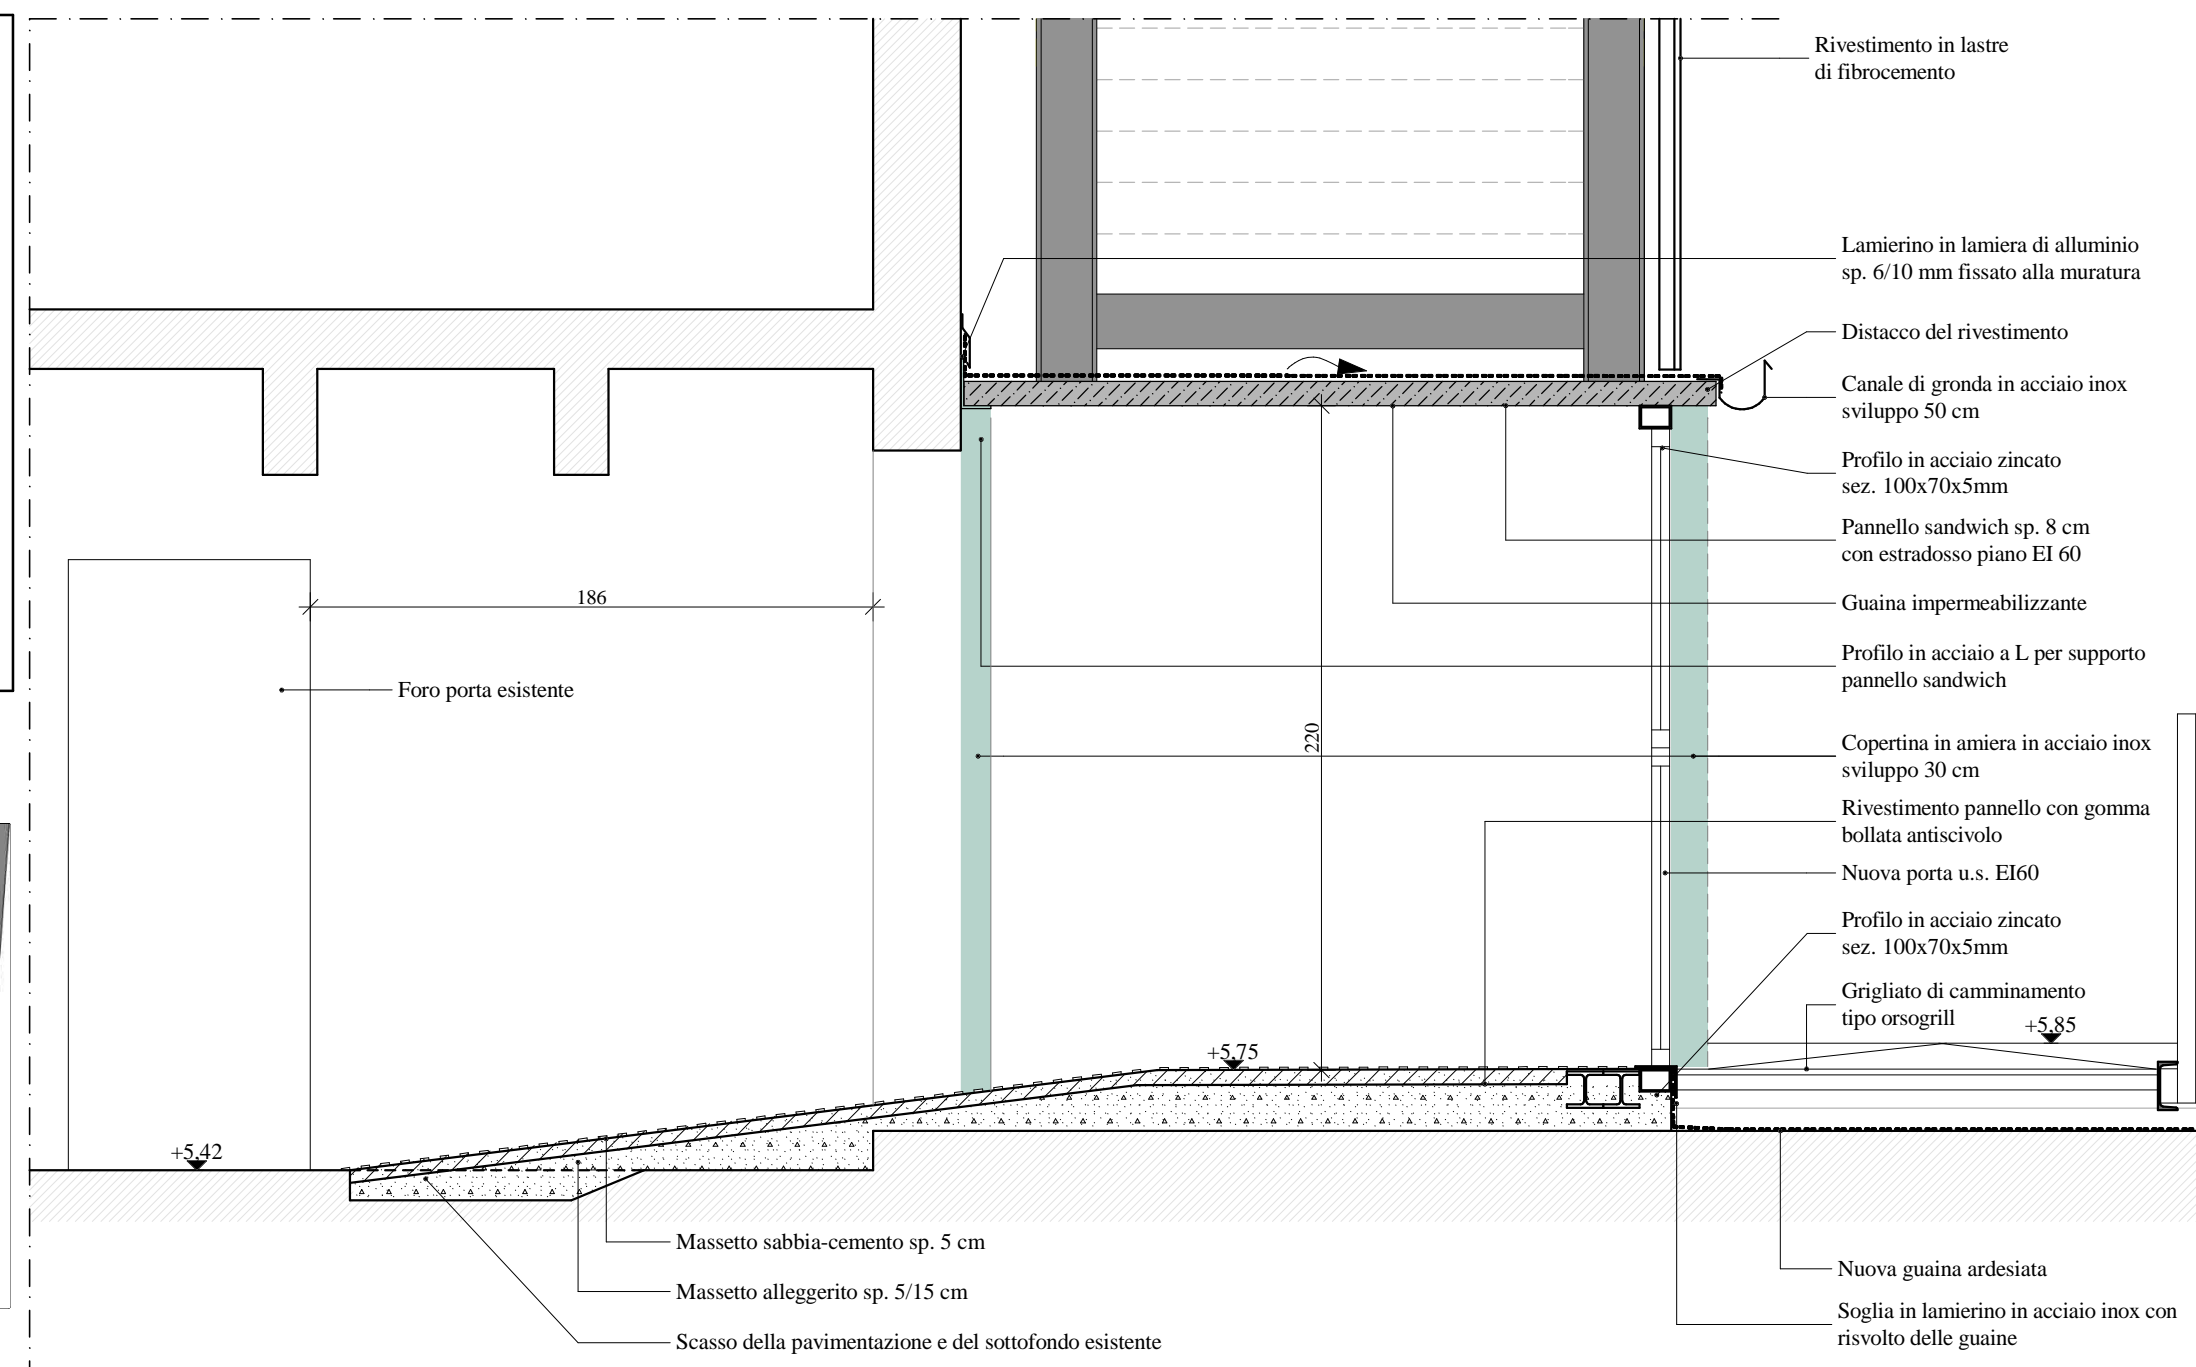 Rivestimento in lastre
di fibrocemento
Lamierino in lamiera di alluminio
sp. 6/10 mm fissato alla muratura
Distacco del rivestimento
Canale di gronda in acciaio inox
sviluppo 50 cm
Profilo in acciaio zincato
sez. 100x70x5mm
Pannello sandwich sp. 8 cm
con estradosso piano EI 60
186
Guaina impermeabilizzante
Profilo in acciaio a L per supporto
pannello sandwich
Foro porta esistente
220
Copertina in amiera in acciaio inox
sviluppo 30 cm
Rivestimento pannello con gomma
bollata antiscivolo
Nuova porta u.s. EI60
Profilo in acciaio zincato
sez. 100x70x5mm
Grigliato di camminamento
tipo orsogrill
+5,85
+5,75
+5,42
Massetto sabbia-cemento sp. 5 cm
Massetto alleggerito sp. 5/15 cm
Scasso della pavimentazione e del sottofondo esistente
Nuova guaina ardesiata
Soglia in lamierino in acciaio inox con
risvolto delle guaine